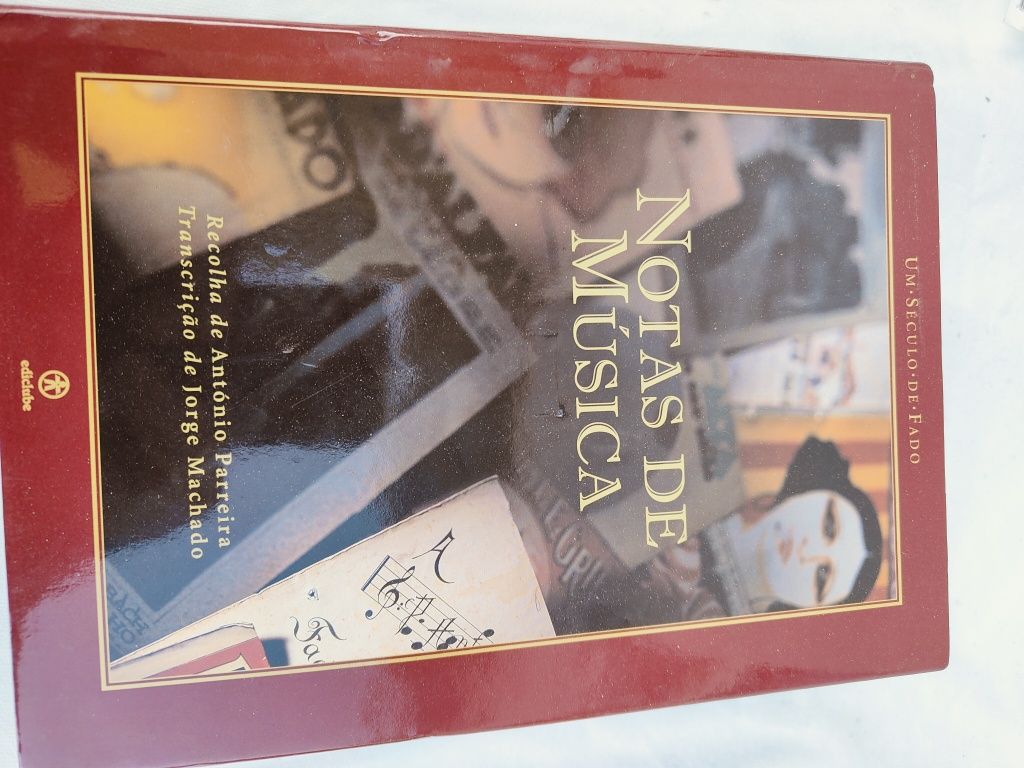 UM·SÉCULO·DE·FADO
NOTAS DE
MÚSICA
A
Recolha de António Parreira
Transcrição de Jorge Machado
ediclube